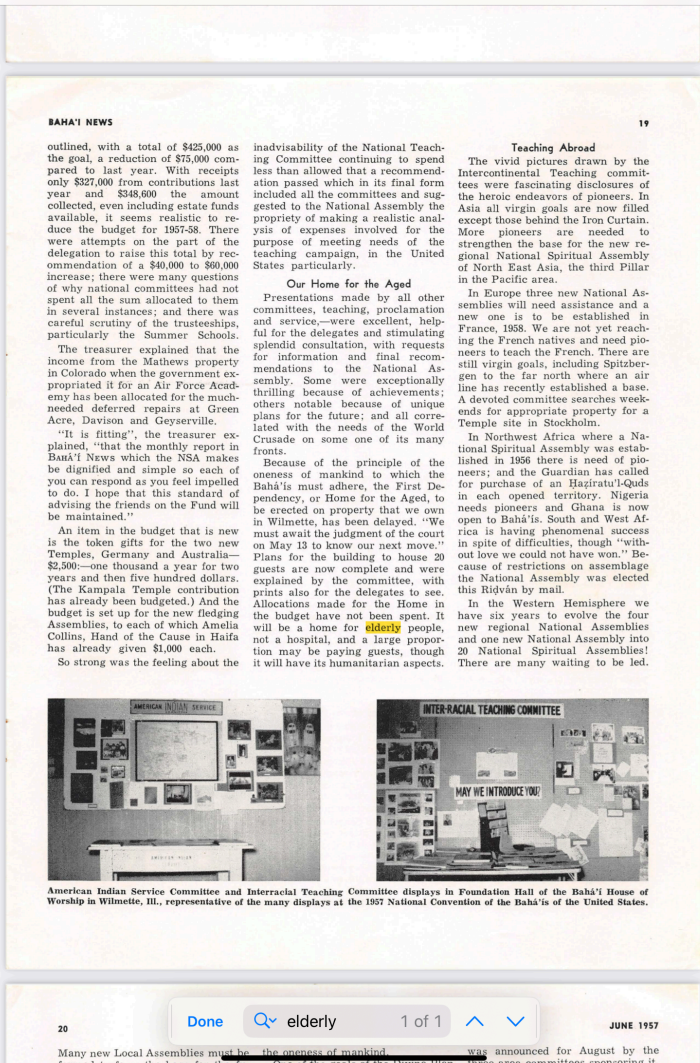 BAHA'I NEWS
19
outlined, with a total of $425,000 as
the goal, a reduction of $75,000 com-
pared to last year. With receipts
only $327,000 from contributions last
year and $348,600 the amount
collected, even including estate funds
available, it seems realistic to re-
duce the budget for 1957-58. There
were attempts on the part of the
delegation to raise this total by rec-
ommendation of a $40,000 to $60,000
increase; there were many questions
of why national committees had not
spent all the sum allocated to them
in several instances; and there was
careful scrutiny of the trusteeships,
particularly the Summer Schools.
The treasurer explained that the
income from the Mathews property
in Colorado when the government ex-
propriated it for an Air Force Acad-
emy has been allocated for the much-
needed deferred repairs at Green
Acre, Davison and Geyserville.
"It is fitting", the treasurer ex-
plained, "that the monthly report in
BAHÁ'Í NEWS which the NSA makes
be dignified and simple so each of
you can respond as you feel impelled
to do. I hope that this standard of
advising the friends on the Fund will
be maintained."
An item in the budget that is new
is the token gifts for the two new
Temples, Germany and Australia—
$2,500:—one thousand a year for two
years and then five hundred dollars.
(The Kampala Temple contribution
has already been budgeted.) And the
budget is set up for the new fledging
Assemblies, to each of which Amelia
Collins, Hand of the Cause in Haifa
has already given $1,000 each.
So strong was the feeling about the
inadvisability of the National Teach-
ing Committee continuing to spend
less than allowed that a recommend-
ation passed which in its final form
included all the committees and sug-
gested to the National Assembly the
propriety of making a realistic anal-
ysis of expenses involved for the
purpose of meeting needs of the
teaching campaign, in the United
States particularly.
Our Home for the Aged
Presentations made by all other
committees, teaching, proclamation
and service,—were excellent, help-
ful for the delegates and stimulating
splendid consultation, with requests
for information and final recom-
mendations to the National As-
sembly. Some were exceptionally
thrilling because of achievements;
others notable because of unique
plans for the future; and all corre-
lated with the needs of the World
Crusade on some one of its many
fronts.
Because of the principle of the
oneness of mankind to which the
Bahá'ís must adhere, the First De-
pendency, or Home for the Aged, to
be erected on property that we own
in Wilmette, has been delayed. "We
must await the judgment of the court
on May 13 to know our next move."
Plans for the building to house 20
guests are now complete and were
explained by the committee, with
prints also for the delegates to see.
Allocations made for the Home in
the budget have not been spent. It
will be a home for elderly people,
not a hospital, and a large propor-
tion may be paying guests, though
it will have its humanitarian aspects.
Teaching Abroad
The vivid pictures drawn by the
Intercontinental Teaching commit-
tees were fascinating disclosures of
the heroic endeavors of pioneers. In
Asia all virgin goals are now filled
except those behind the Iron Curtain.
More pioneers are needed to
strengthen the base for the new re-
gional National Spiritual Assembly
of North East Asia, the third Pillar
in the Pacific area.
In Europe three new National As-
semblies will need assistance and a
new one is to be established in
France, 1958. We are not yet reach-
ing the French natives and need pio-
neers to teach the French. There are
still virgin goals, including Spitzber-
gen to the far north where an air
line has recently established a base.
A devoted committee searches week-
ends for appropriate property for a
Temple site in Stockholm.
In Northwest Africa where a Na-
tional Spiritual Assembly was estab-
lished in 1956 there is need of pio-
neers; and the Guardian has called
for purchase of an Ḥaẓíratu'l-Quds
in each opened territory. Nigeria
needs pioneers and Ghana is now
open to Bahá'ís. South and West Af-
rica is having phenomenal success
in spite of difficulties, though "with-
out love we could not have won." Be-
cause of restrictions on assemblage
the National Assembly was elected
this Riḍván by mail.
In the Western Hemisphere we
have six years to evolve the four
new regional National Assemblies
and one new National Assembly into
20 National Spiritual Assemblies!
There are many waiting to be led.
AMERICAN INDIAN SERVICE
INTER-RACIAL TEACHING COMMITTEE
MAY WE INTRODUCE YOU?
American Indian Service Committee and Interracial Teaching Committee displays in Foundation Hall of the Bahá'í House of
Worship in Wilmette, Ill., representative of the many displays at the 1957 National Convention of the Bahá'ís of the United States.
20
JUNE 1957
Done
elderly
1 of 1
Many new Local Assemblies must be
the oneness of mankind.
was announced for August by the